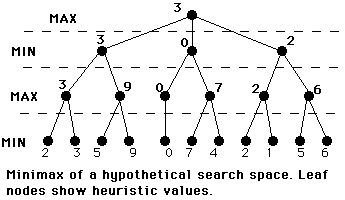 3
MAX
3 0 2
MIN
3 9 0 7 2 6
MAX
MIN
2 3 5 9 0 7 4 2 1 5 6
Minimax of a hypothetical search space. Leaf
nodes show heuristic values.